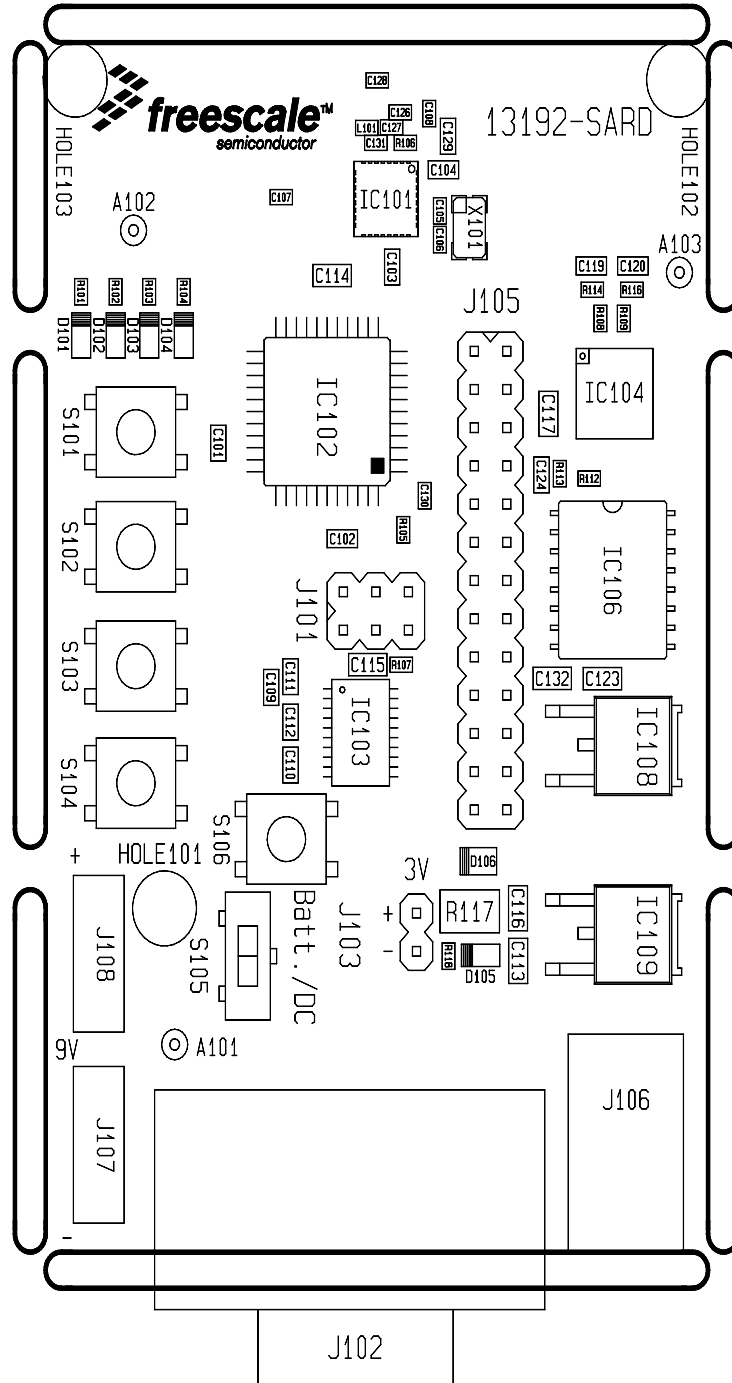 C128
C126
C108
L101
C127
C131
R106
C129
C104
freescale™
semiconductor
13192-SARD
HOLE103
HOLE102
IC101
C107
C105
C106
X101
A102
A103
C103
C114
C119
C120
R114
R116
R108
R109
J105
R101
R102
R103
R104
D101
D102
D103
D104
IC102
IC104
S101
C101
C117
C124
R113
R112
C130
R105
C102
S102
IC106
J101
S103
C115
R107
C109
C111
C112
C110
IC103
C132
C123
IC108
S104
S106
+
HOLE101
3V
D106
J108
S105
Batt./DC
J103
+
-
R117
C116
R118
D105
C113
IC109
9V
A101
J106
J107
-
J102